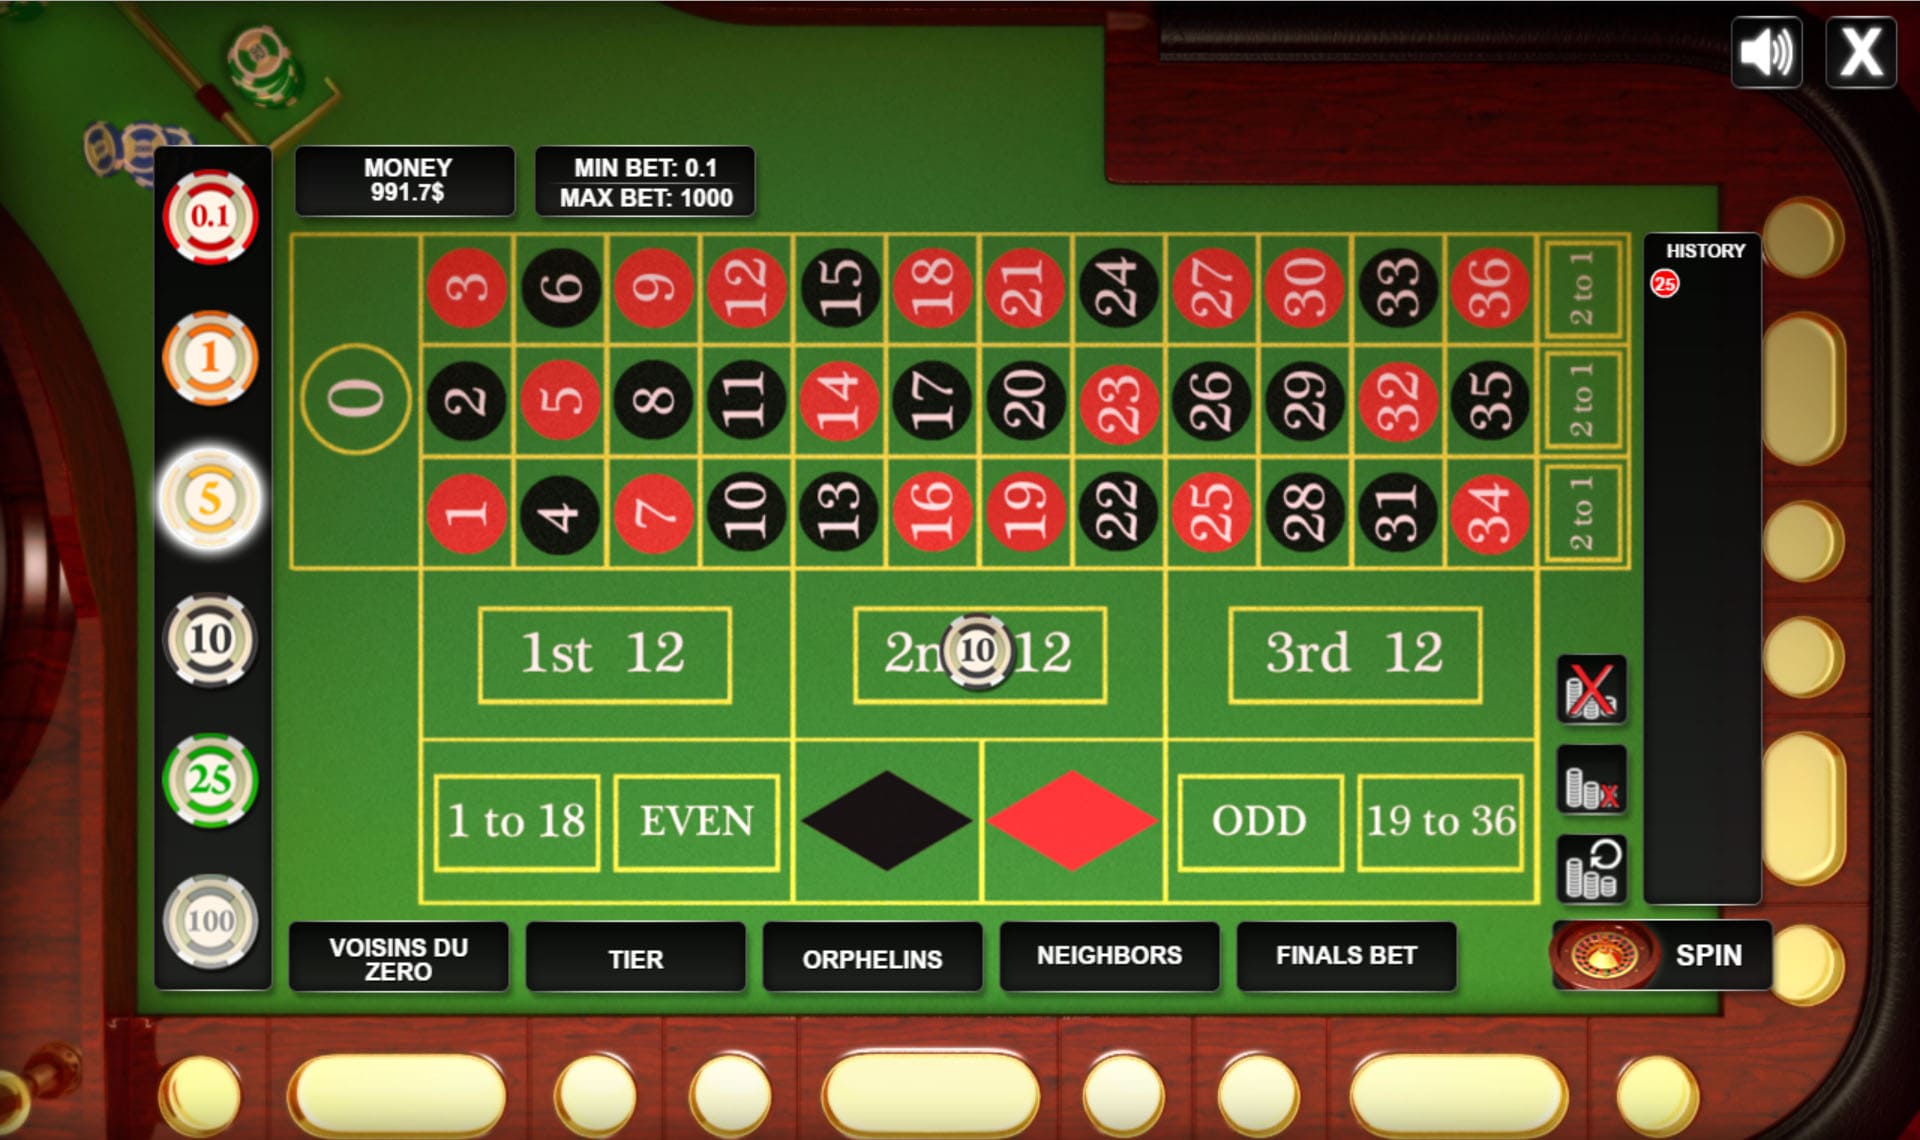 X
MONEY
991.7$
MIN BET: 0.1
MAX BET: 1000
0.1
1
5
10
25
100
HISTORY
25
0
3 6 9 12 15 18 21 24 27 30 33 36 2 to 1
2 5 8 11 14 17 20 23 26 29 32 35 2 to 1
1 4 7 10 13 16 19 22 25 28 31 34 2 to 1
1st 12
2n 10 12
3rd 12
1 to 18
EVEN
ODD
19 to 36
VOISINS DU
ZERO
TIER
ORPHELINS
NEIGHBORS
FINALS BET
SPIN